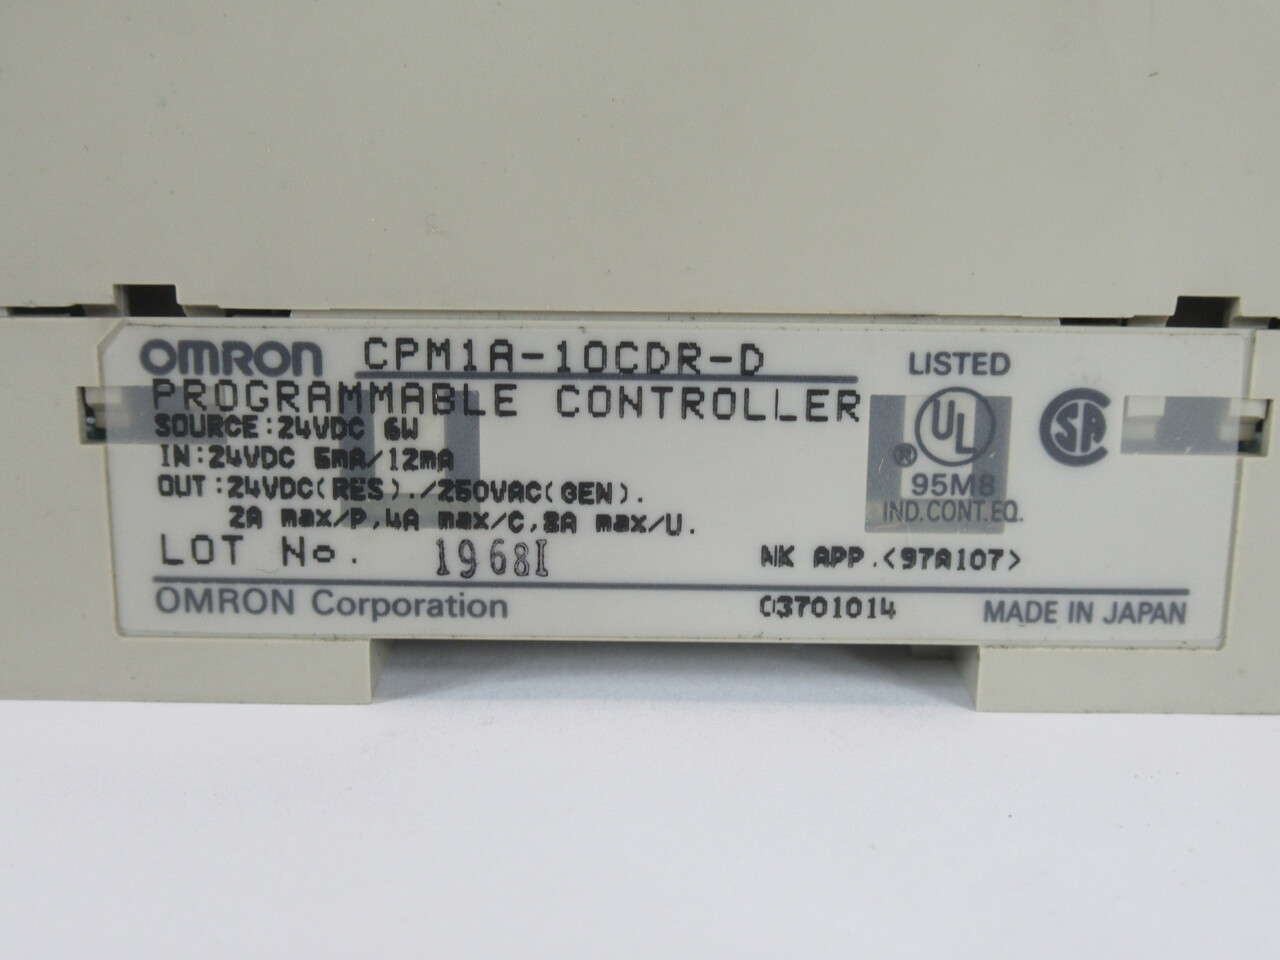 OMRON CPM1A-10CDR-D
PROGRAMMABLE CONTROLLER
SOURCE:24VDC 6W
IN:24VDC 5mA/12mA
OUT:24VDC(RES)./250VAC(GEN).
2A max/P,4A max/C,8A max/U.
LOT No. 1968I
LISTED
UL
®
95M8
IND.CONT.EQ.
SA
NK APP.<97A107>
OMRON Corporation 03701014 MADE IN JAPAN